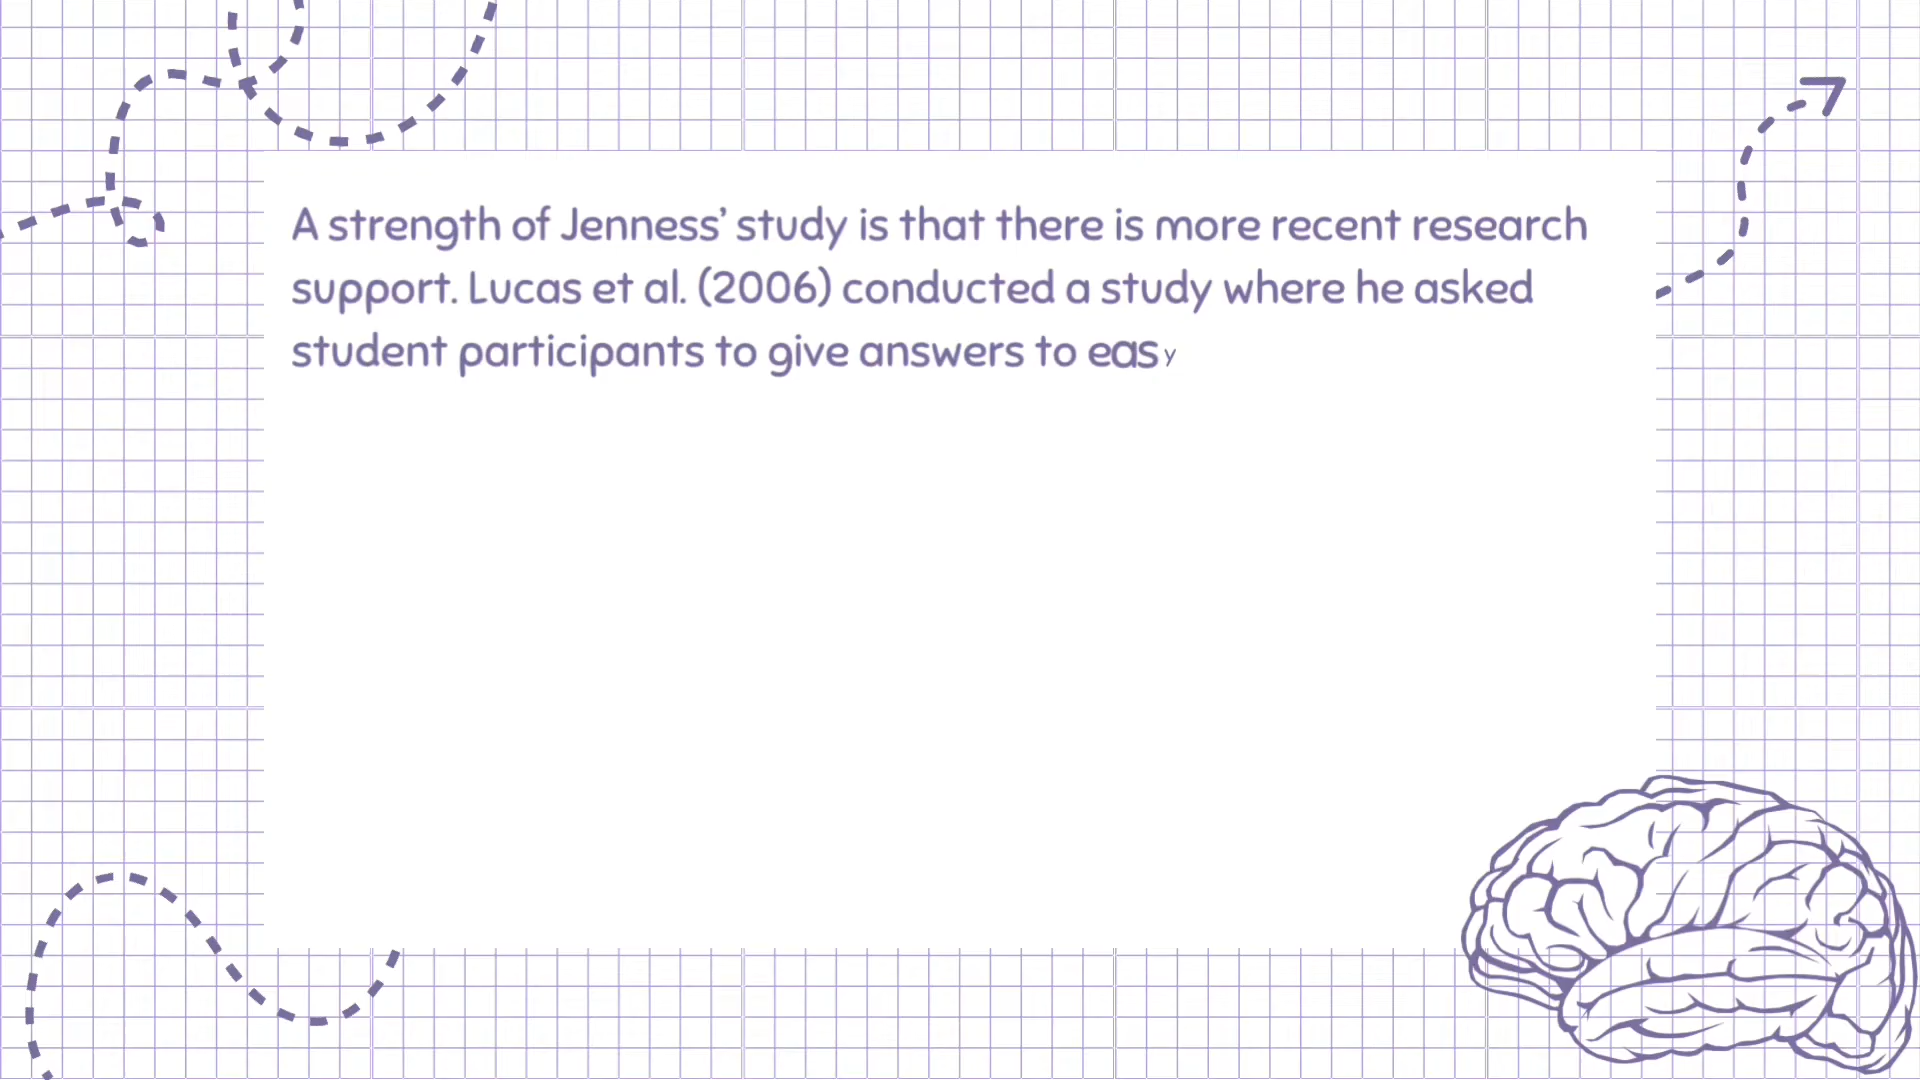 A strength of Jenness’ study is that there is more recent research
support. Lucas et al. (2006) conducted a study where he asked
student participants to give answers to easy